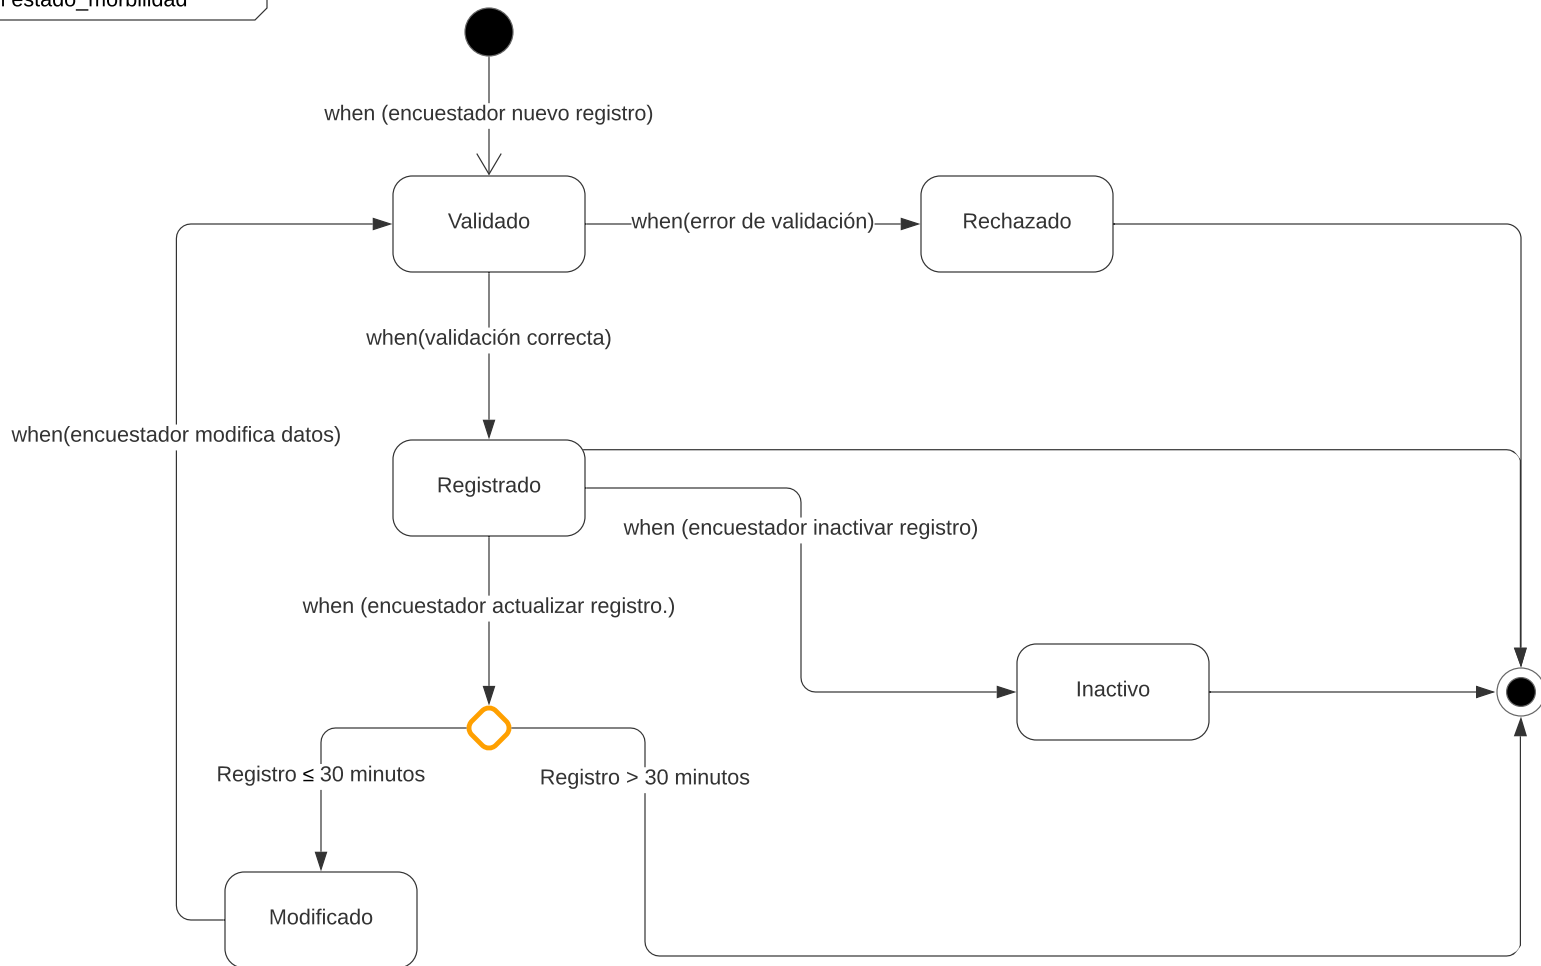 estado_morbilidad
when (encuestador nuevo registro)
Validado
when(error de validación)
Rechazado
when(validación correcta)
when(encuestador modifica datos)
Registrado
when (encuestador inactivar registro)
when (encuestador actualizar registro.)
Inactivo
Registro ≤ 30 minutos
Registro > 30 minutos
Modificado